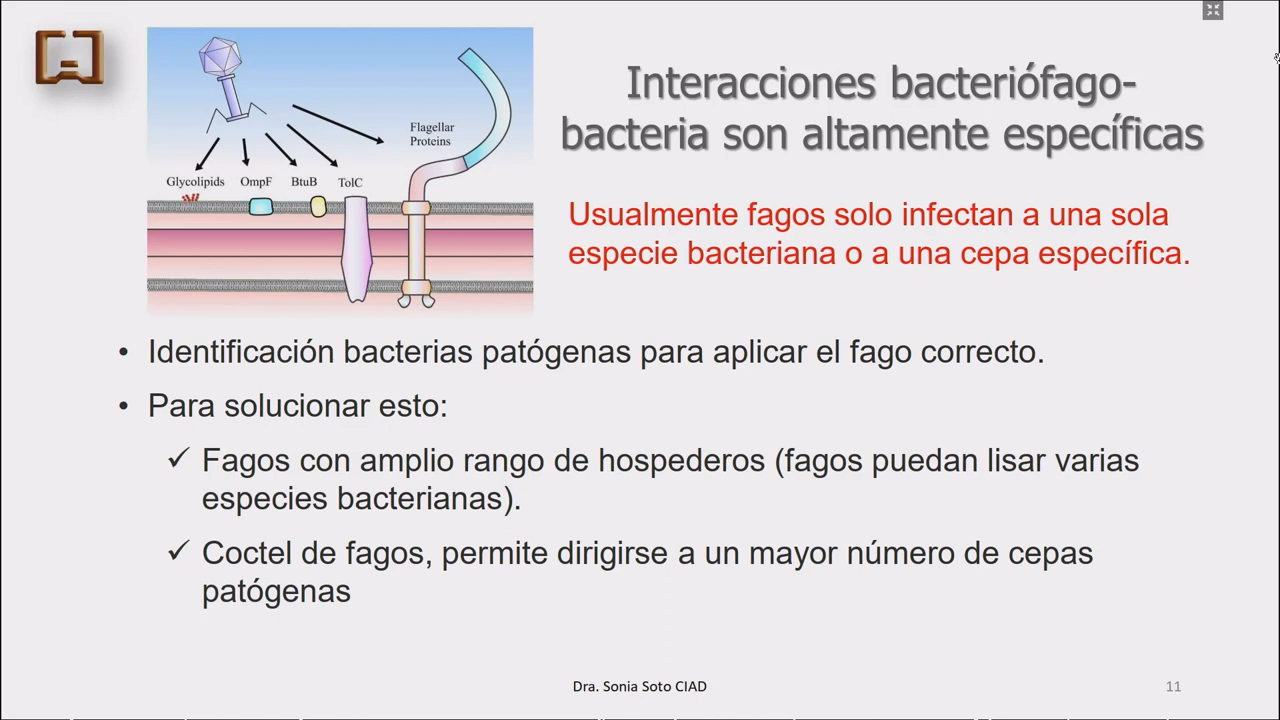 Interacciones bacteriófago-
bacteria son altamente específicas
Flagellar
Proteins
Glycolipids OmpF BtuB TolC
Usualmente fagos solo infectan a una sola
especie bacteriana o a una cepa específica.
• Identificación bacterias patógenas para aplicar el fago correcto.
• Para solucionar esto:
✓ Fagos con amplio rango de hospederos (fagos puedan lisar varias
especies bacterianas).
✓ Coctel de fagos, permite dirigirse a un mayor número de cepas
patógenas
Dra. Sonia Soto CIAD
11